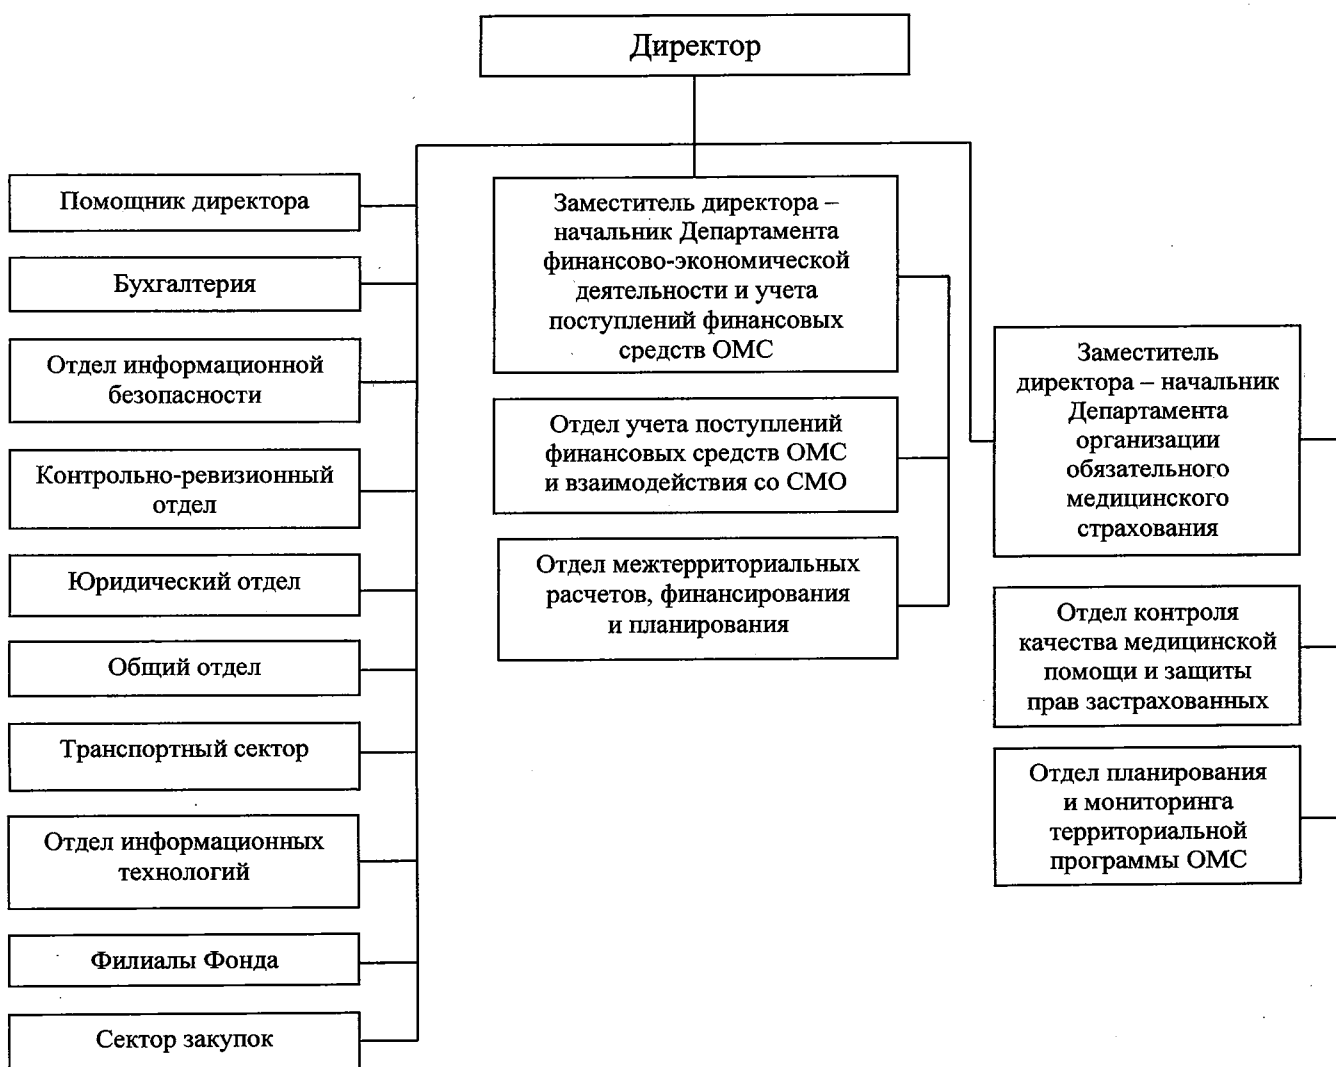 Директор
Помощник директора
Бухгалтерия
Отдел информационной
безопасности
Контрольно-ревизионный
отдел
Юридический отдел
Общий отдел
Транспортный сектор
Отдел информационных
технологий
Филиалы Фонда
Сектор закупок
Заместитель директора –
начальник Департамента
финансово-экономической
деятельности и учета
поступлений финансовых
средств ОМС
Отдел учета поступлений
финансовых средств ОМС
и взаимодействия со СМО
Отдел межтерриториальных
расчетов, финансирования
и планирования
Заместитель
директора – начальник
Департамента
организации
обязательного
медицинского
страхования
Отдел контроля
качества медицинской
помощи и защиты
прав застрахованных
Отдел планирования
и мониторинга
территориальной
программы ОМС